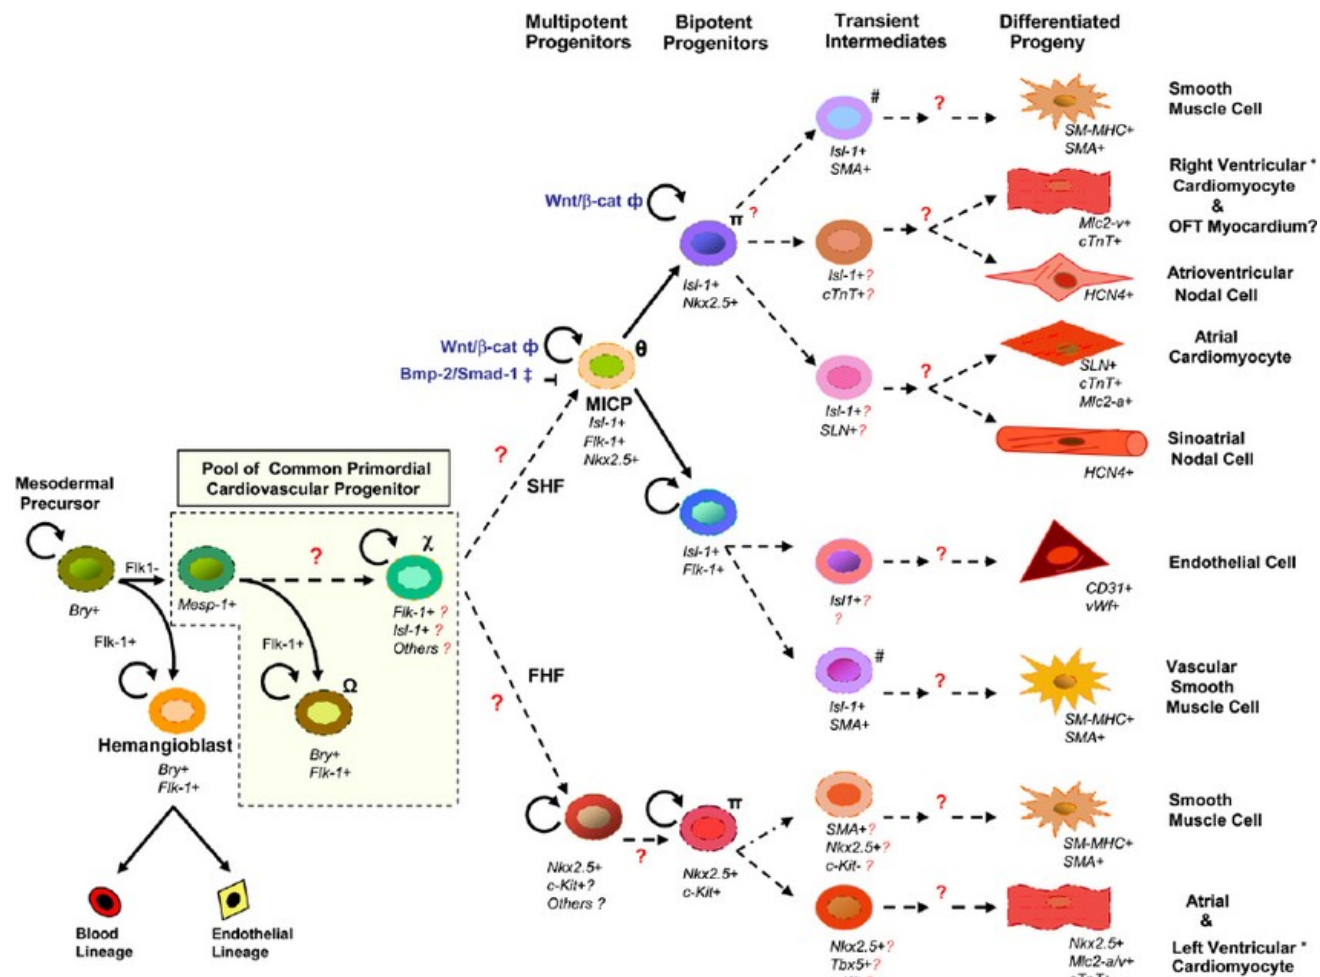 Multipotent
Progenitors
Bipotent
Progenitors
Transient
Intermediates
Differentiated
Progeny
#
?
Isl-1+
SMA+
SM-MHC+
SMA+
Smooth
Muscle Cell
Wnt/β-cat ф
π
?
Isl-1+
Nkx2.5+
?
Isl-1+?
cTnT+?
Mlc2-v+
cTnT+
Right Ventricular *
Cardiomyocyte
&
OFT Myocardium?
HCN4+
Atrioventricular
Nodal Cell
Wnt/β-cat ф
Bmp-2/Smad-1 ‡
θ
MICP
Isl-1+
Flk-1+
Nkx2.5+
?
Isl-1+?
SLN+?
SLN+
cTnT+
Mlc2-a+
Atrial
Cardiomyocyte
HCN4+
Sinoatrial
Nodal Cell
Pool of Common Primordial
Cardiovascular Progenitor
Mesodermal
Precursor
Bry+
Flk1-
Mesp-1+
?
χ
Flk-1+ ?
Isl-1+ ?
Others ?
?
SHF
Flk-1+
Flk-1+
Ω
Bry+
Flk-1+
Hemangioblast
Bry+
Flk-1+
Blood
Lineage
Endothelial
Lineage
FHF
?
Isl-1+
Flk-1+
?
Isl1+?
?
CD31+
vWf+
Endothelial Cell
#
?
Isl-1+
SMA+
SM-MHC+
SMA+
Vascular
Smooth
Muscle Cell
Nkx2.5+
c-Kit+?
Others ?
?
π
Nkx2.5+
c-Kit+
?
SMA+?
Nkx2.5+?
c-Kit- ?
SM-MHC+
SMA+
Smooth
Muscle Cell
?
Nkx2.5+?
Tbx5+?
Nkx2.5+
Mlc2-a/v+
Atrial
&
Left Ventricular *
Cardiomyocyte